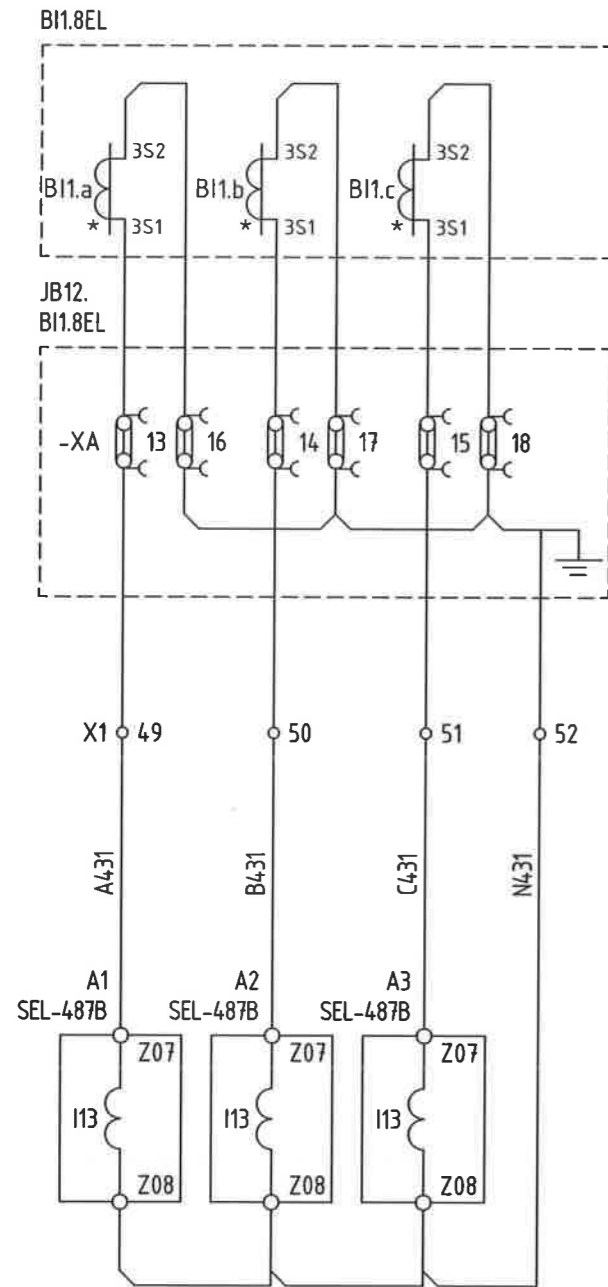 BI1.8EL
3S2 3S2 3S2
BI1.a BI1.b BI1.c
* 3S1 * 3S1 * 3S1
JB12.
BI1.8EL
-XA 13 16 14 17 15 18
X1 49 50 51 52
A431 B431 C431 N431
A1 A2 A3
SEL-487B SEL-487B SEL-487B
Z07 Z07 Z07
I13 I13 I13
Z08 Z08 Z08